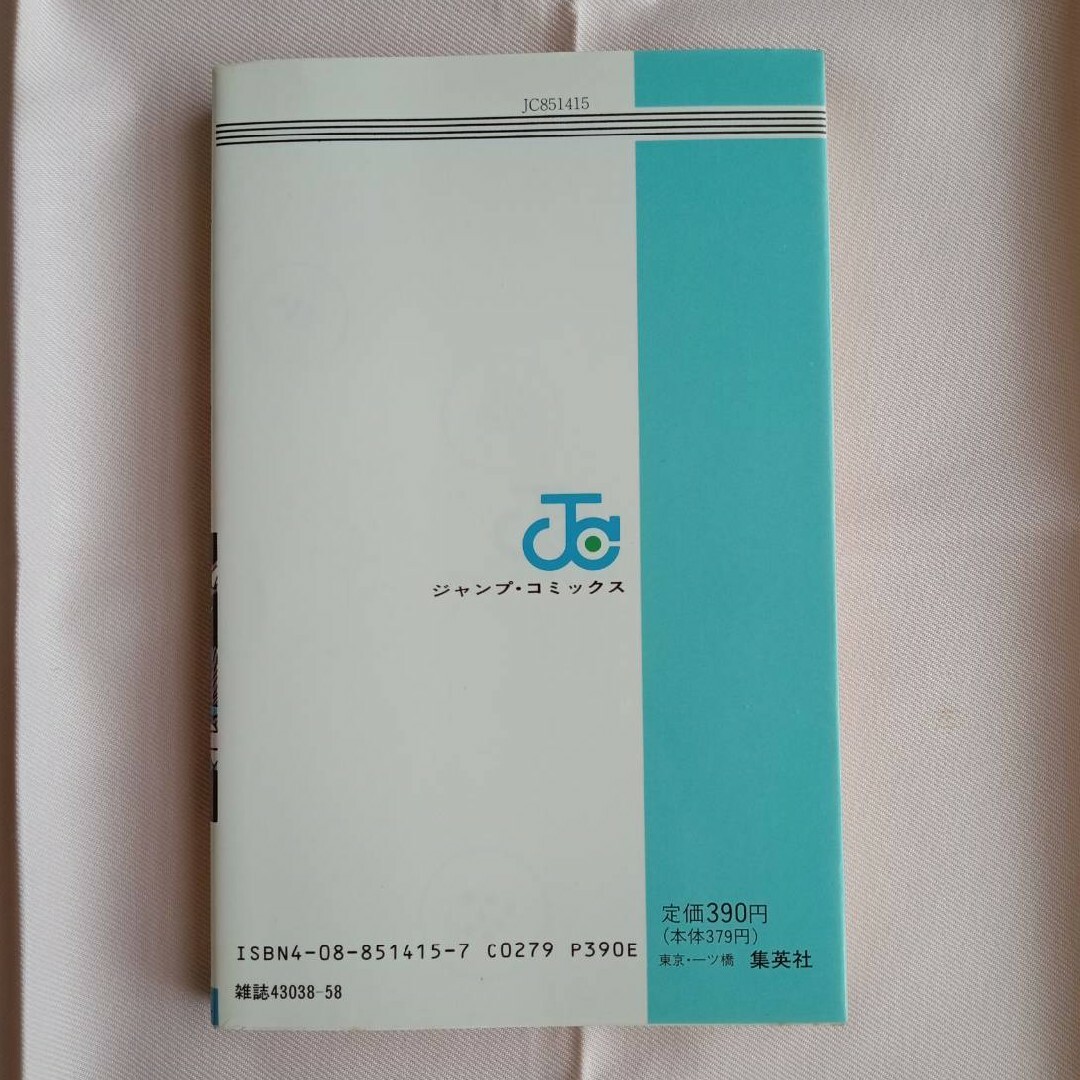 JC851415
JC
ジャンプ・コミックス
定価390円
(本体379円)
東京・一ツ橋 集英社
ISBN4-08-851415-7 C0279 P390E
雑誌43038-58